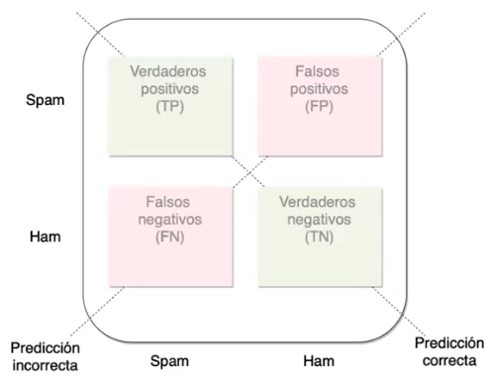 Spam
Verdaderos
positivos
(TP)
Falsos
positivos
(FP)
Ham
Falsos
negativos
(FN)
Verdaderos
negativos
(TN)
Predicción
incorrecta
Spam
Ham
Predicción
correcta